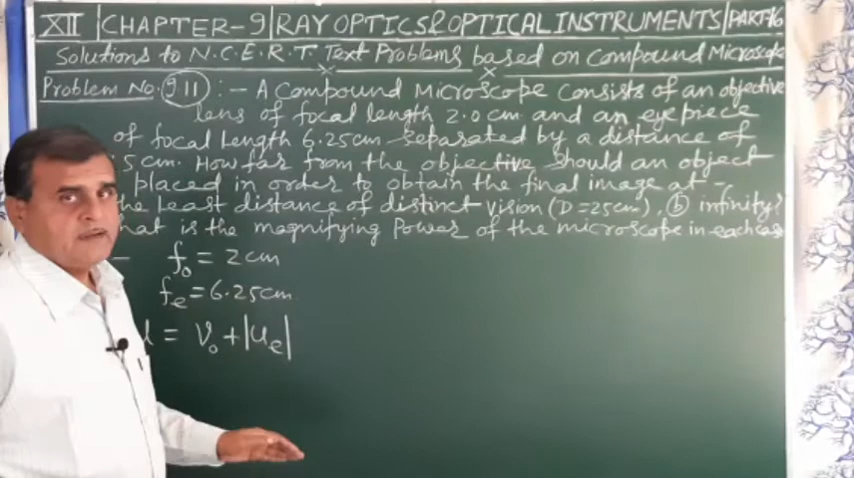 XII | CHAPTER-9 | RAY OPTICS & OPTICAL INSTRUMENTS | PART-16
Solutions to N.C.E.R.T. Text Problems based on Compound Microscope
Problem No. 9.11 :- A Compound Microscope consists of an objective
lens of focal length 2.0 cm and an eyepiece
of focal length 6.25cm separated by a distance of
5 cm. How far from the objective should an object
placed in order to obtain the final image at -
the least distance of distinct vision (D=25cm), ⓑ infinity?
hat is the magnifying Power of the microscope in each case
- f₀ = 2cm
fₑ = 6.25cm
= V₀ + |uₑ|